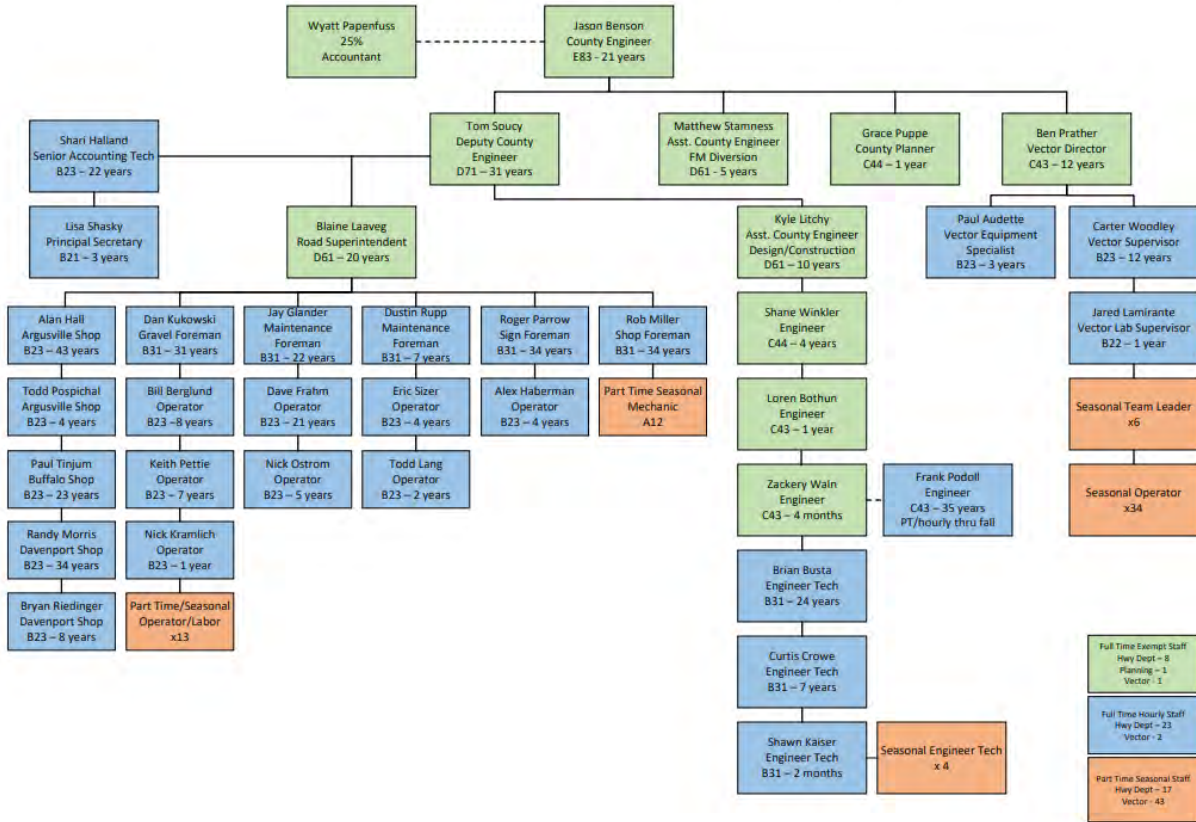 Wyatt Papenfuss
25%
Accountant
Jason Benson
County Engineer
E83 - 21 years
Shari Halland
Senior Accounting Tech
B23 – 22 years
Tom Soucy
Deputy County
Engineer
D71 – 31 years
Matthew Stamness
Asst. County Engineer
FM Diversion
D61 - 5 years
Grace Puppe
County Planner
C44 – 1 year
Ben Prather
Vector Director
C43 – 12 years
Lisa Shasky
Principal Secretary
B21 – 3 years
Blaine Laaveg
Road Superintendent
D61 – 20 years
Kyle Litchy
Asst. County Engineer
Design/Construction
D61 - 10 years
Paul Audette
Vector Equipment
Specialist
B23 – 3 years
Carter Woodley
Vector Supervisor
B23 – 12 years
Alan Hall
Argusville Shop
B23 – 43 years
Dan Kukowski
Gravel Foreman
B31 – 31 years
Jay Glander
Maintenance
Foreman
B31 – 22 years
Dustin Rupp
Maintenance
Foreman
B31 – 7 years
Roger Parrow
Sign Foreman
B31 – 34 years
Rob Miller
Shop Foreman
B31 – 34 years
Shane Winkler
Engineer
C44 – 4 years
Jared Lamirante
Vector Lab Supervisor
B22 – 1 year
Todd Pospichal
Argusville Shop
B23 – 4 years
Bill Berglund
Operator
B23 –8 years
Dave Frahm
Operator
B23 – 21 years
Eric Sizer
Operator
B23 – 4 years
Alex Haberman
Operator
B23 – 4 years
Part Time Seasonal
Mechanic
A12
Loren Bothun
Engineer
C43 – 1 year
Seasonal Team Leader
x6
Paul Tinjum
Buffalo Shop
B23 – 23 years
Keith Pettie
Operator
B23 – 7 years
Nick Ostrom
Operator
B23 – 5 years
Todd Lang
Operator
B23 – 2 years
Zackery Waln
Engineer
C43 – 4 months
Frank Podoll
Engineer
C43 – 35 years
PT/hourly thru fall
Seasonal Operator
x34
Randy Morris
Davenport Shop
B23 – 34 years
Nick Kramlich
Operator
B23 – 1 year
Brian Busta
Engineer Tech
B31 – 24 years
Bryan Riedinger
Davenport Shop
B23 – 8 years
Part Time/Seasonal
Operator/Labor
x13
Curtis Crowe
Engineer Tech
B31 – 7 years
Shawn Kaiser
Engineer Tech
B31 – 2 months
Seasonal Engineer Tech
x 4
Full Time Exempt Staff
Hwy Dept – 8
Planning – 1
Vector - 1
Full Time Hourly Staff
Hwy Dept – 23
Vector - 2
Part Time Seasonal Staff
Hwy Dept – 17
Vector - 43